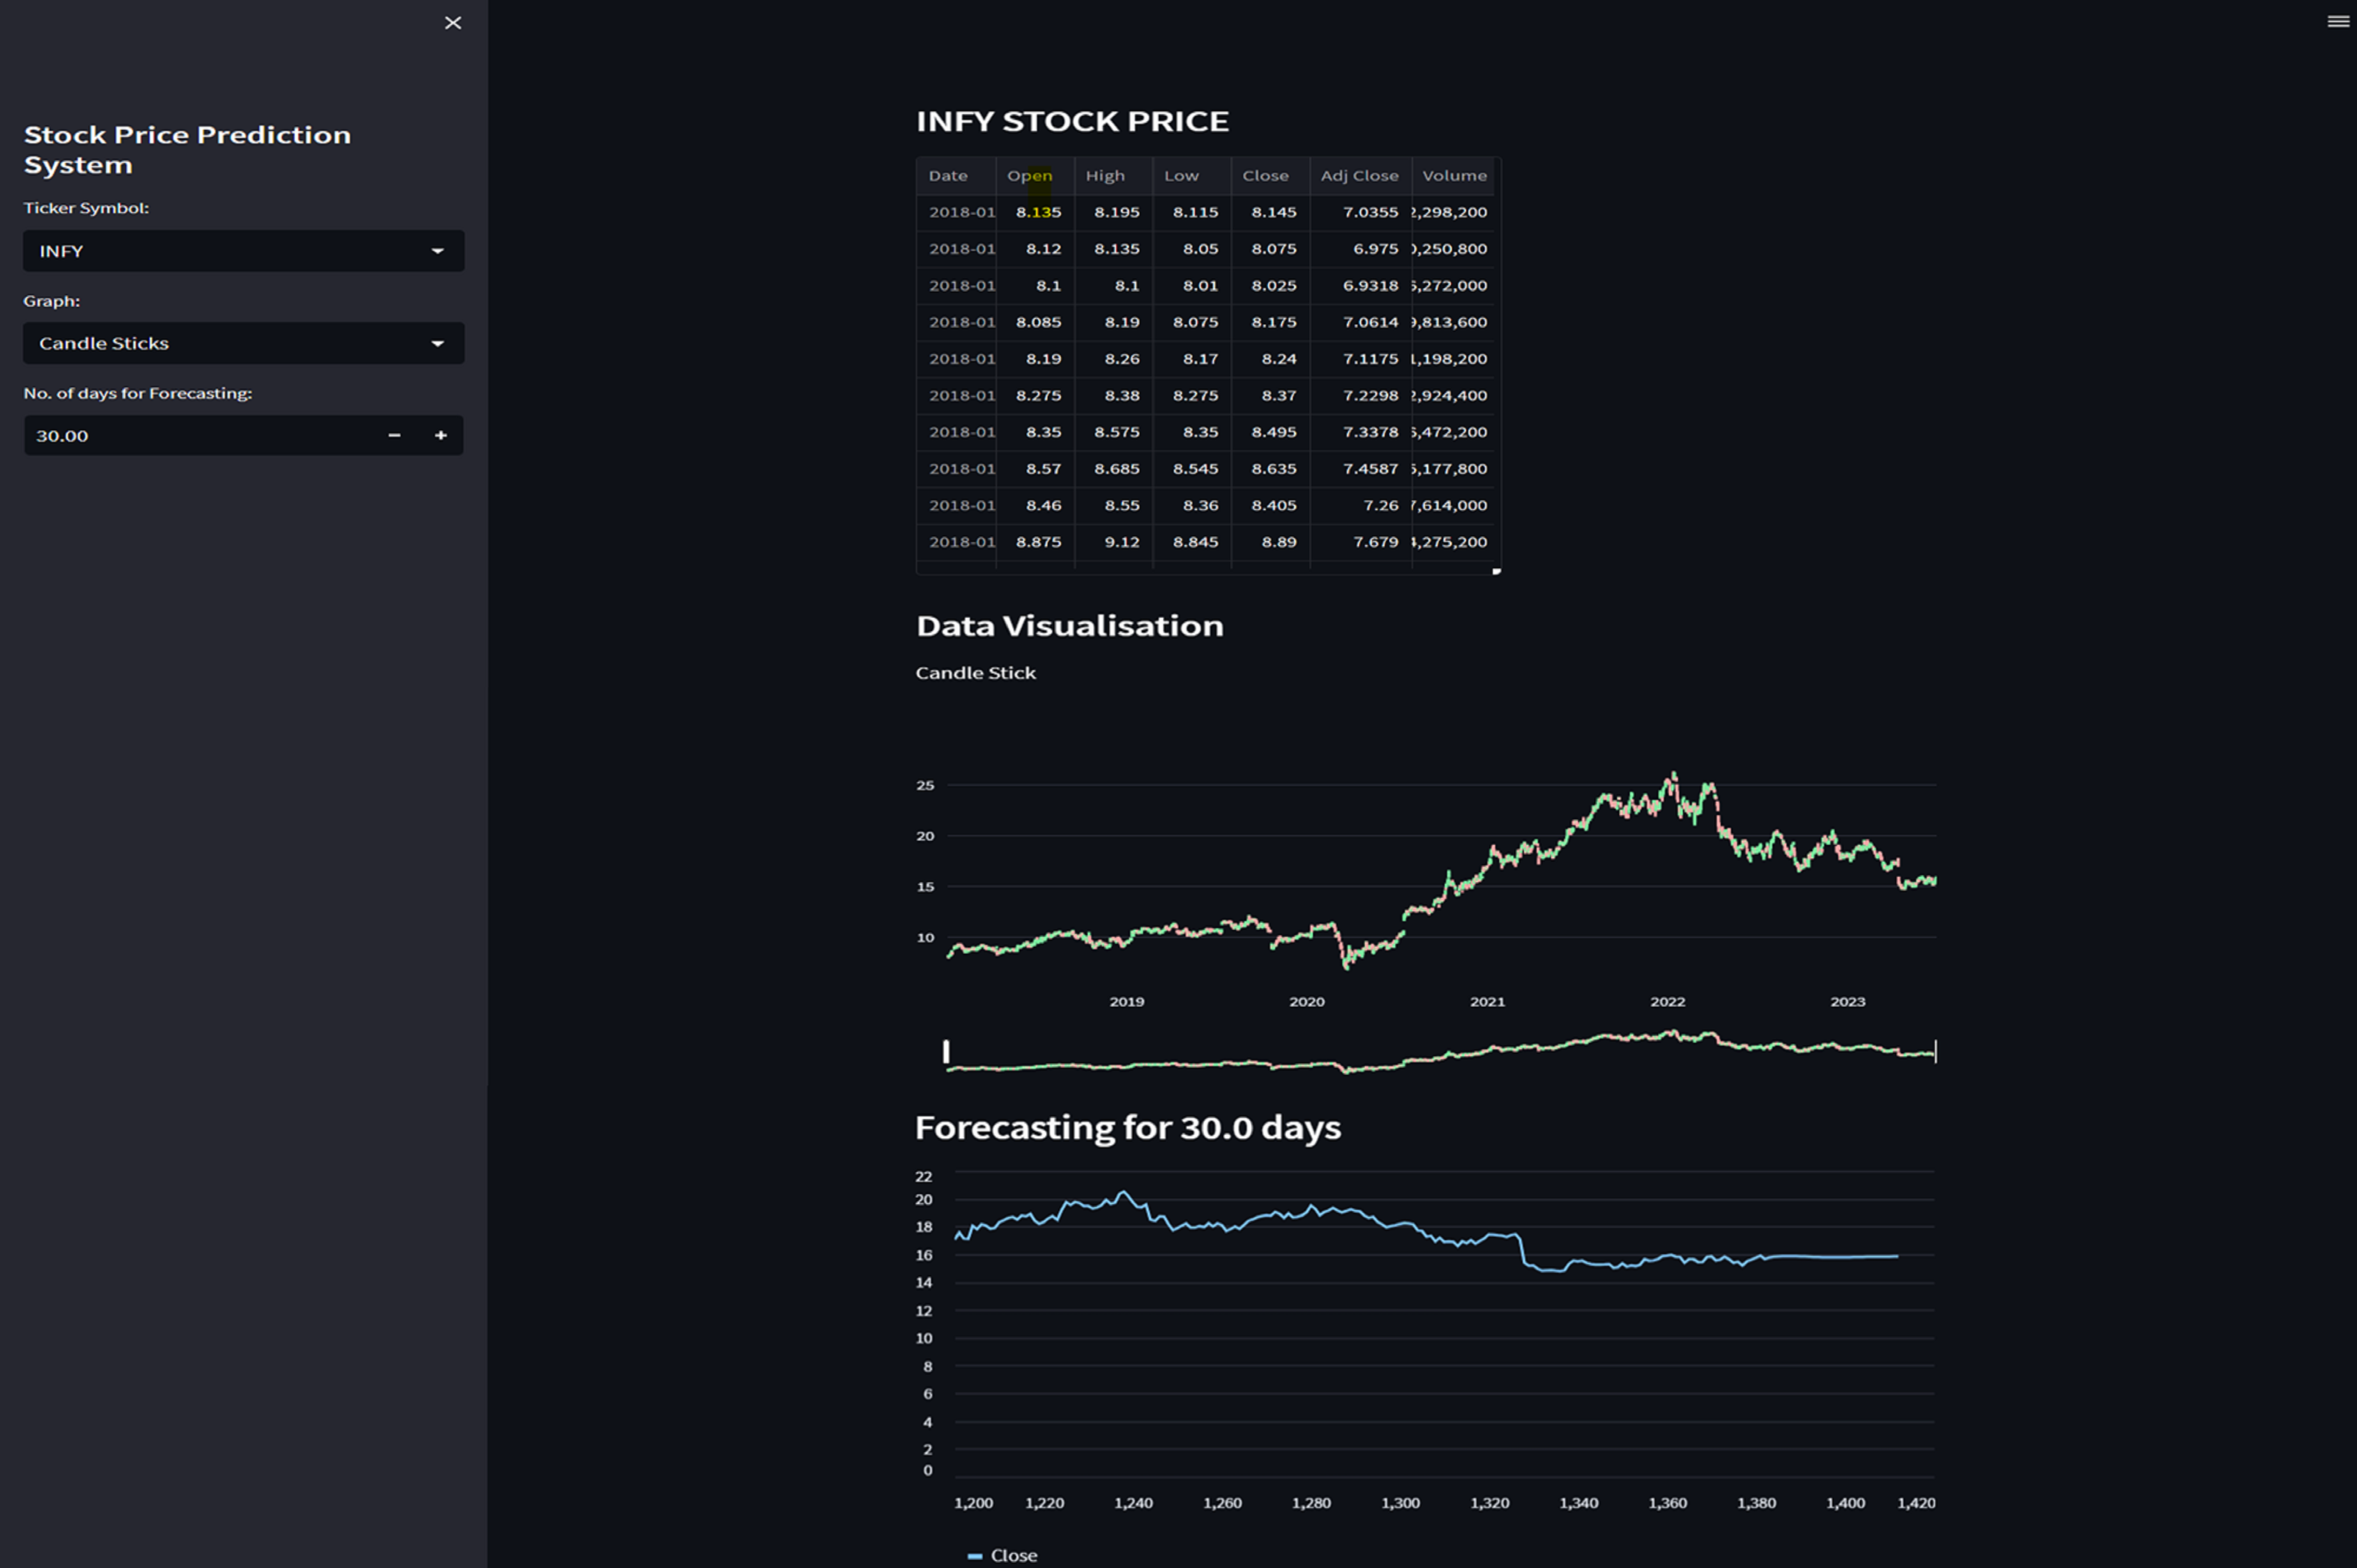 Stock Price Prediction
System
Ticker Symbol:
INFY
Graph:
Candle Sticks
No. of days for Forecasting:
30.00
INFY STOCK PRICE
Date Open High Low Close Adj Close Volume
2018-01 8.135 8.195 8.115 8.145 7.0355 ,298,200
2018-01 8.12 8.135 8.05 8.075 6.975 ,250,800
2018-01 8.1 8.1 8.01 8.025 6.9318 ,272,000
2018-01 8.085 8.19 8.075 8.175 7.0614 ,813,600
2018-01 8.19 8.26 8.17 8.24 7.1175 ,198,200
2018-01 8.275 8.38 8.275 8.37 7.2298 ,924,400
2018-01 8.35 8.575 8.35 8.495 7.3378 ,472,200
2018-01 8.57 8.685 8.545 8.635 7.4587 ,177,800
2018-01 8.46 8.55 8.36 8.405 7.26 ,614,000
2018-01 8.875 9.12 8.845 8.89 7.679 ,275,200
Data Visualisation
Candle Stick
25
20
15
10
2019 2020 2021 2022 2023
Forecasting for 30.0 days
22
20
18
16
14
12
10
8
6
4
2
0
1,200 1,220 1,240 1,260 1,280 1,300 1,320 1,340 1,360 1,380 1,400 1,420
Close